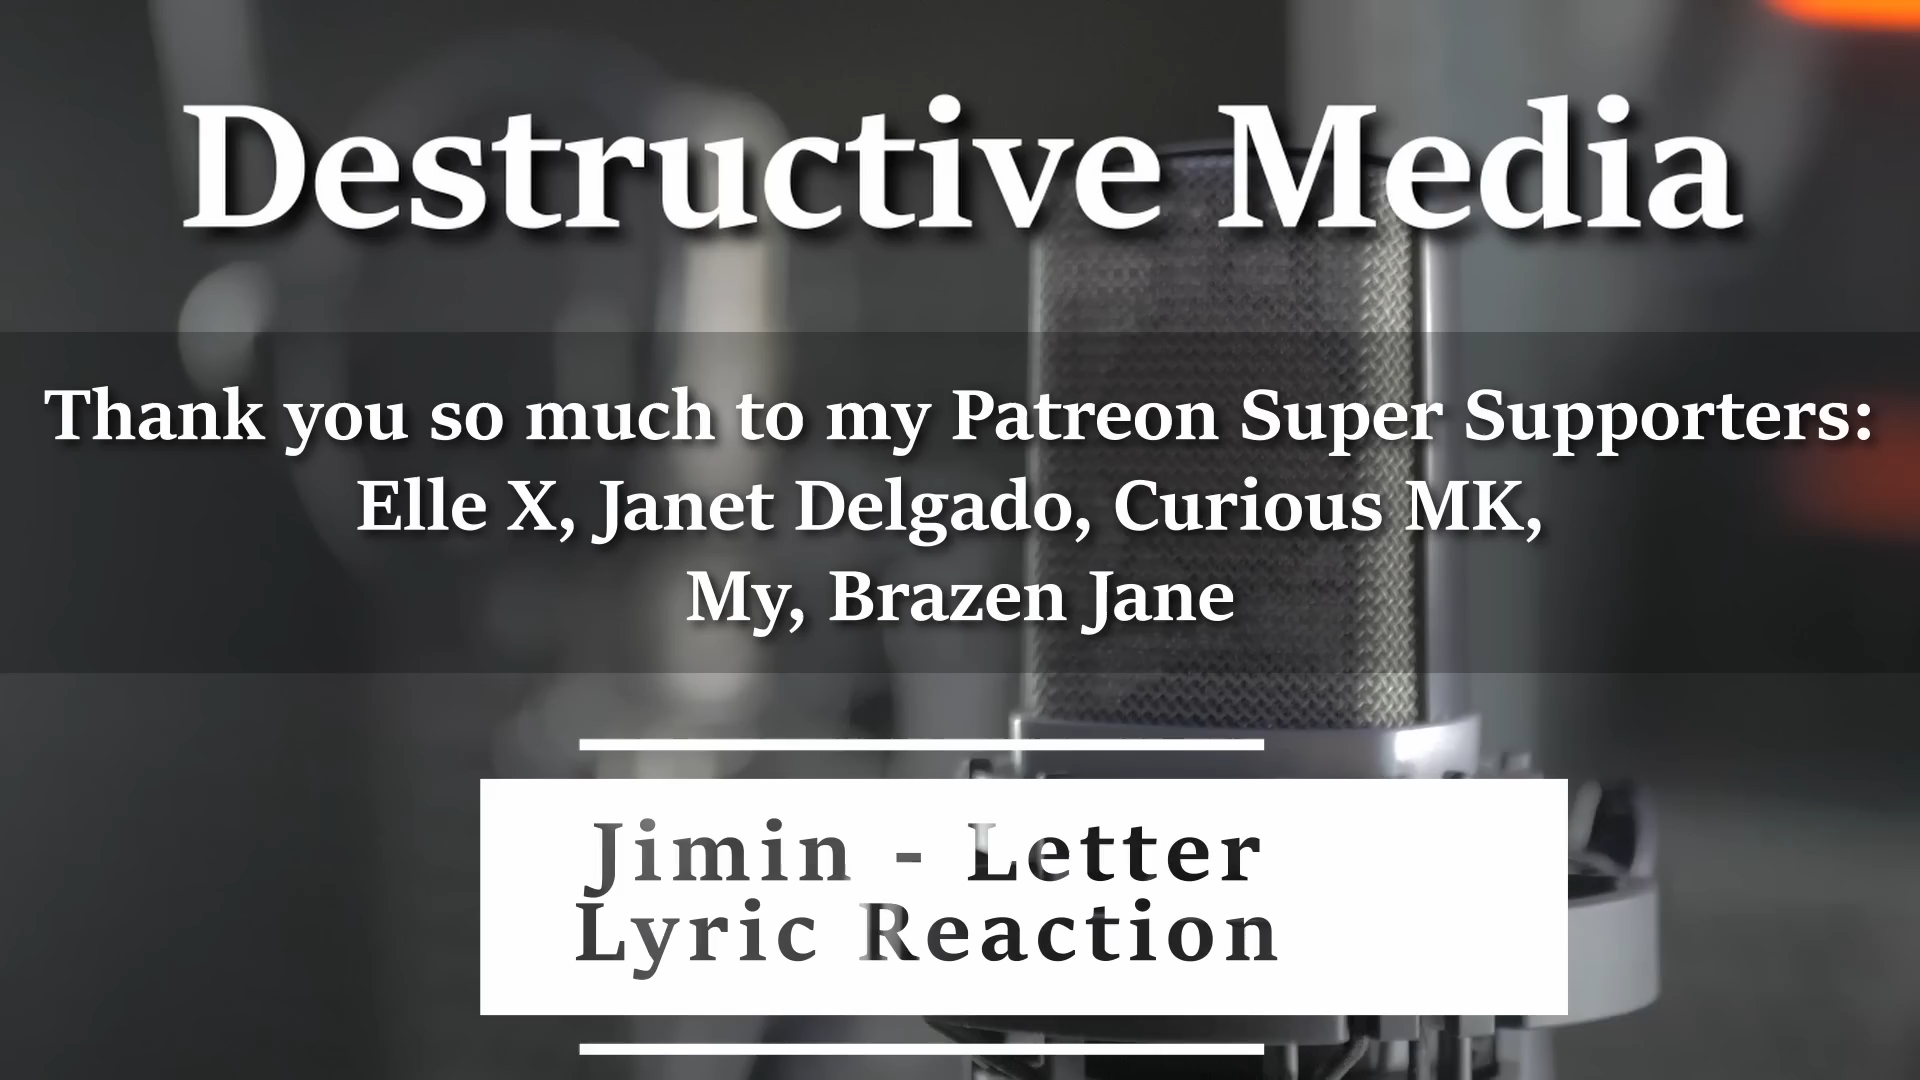 Destructive Media
Thank you so much to my Patreon Super Supporters:
Elle X, Janet Delgado, Curious MK,
My, Brazen Jane
Jimin - Letter
Lyric Reaction